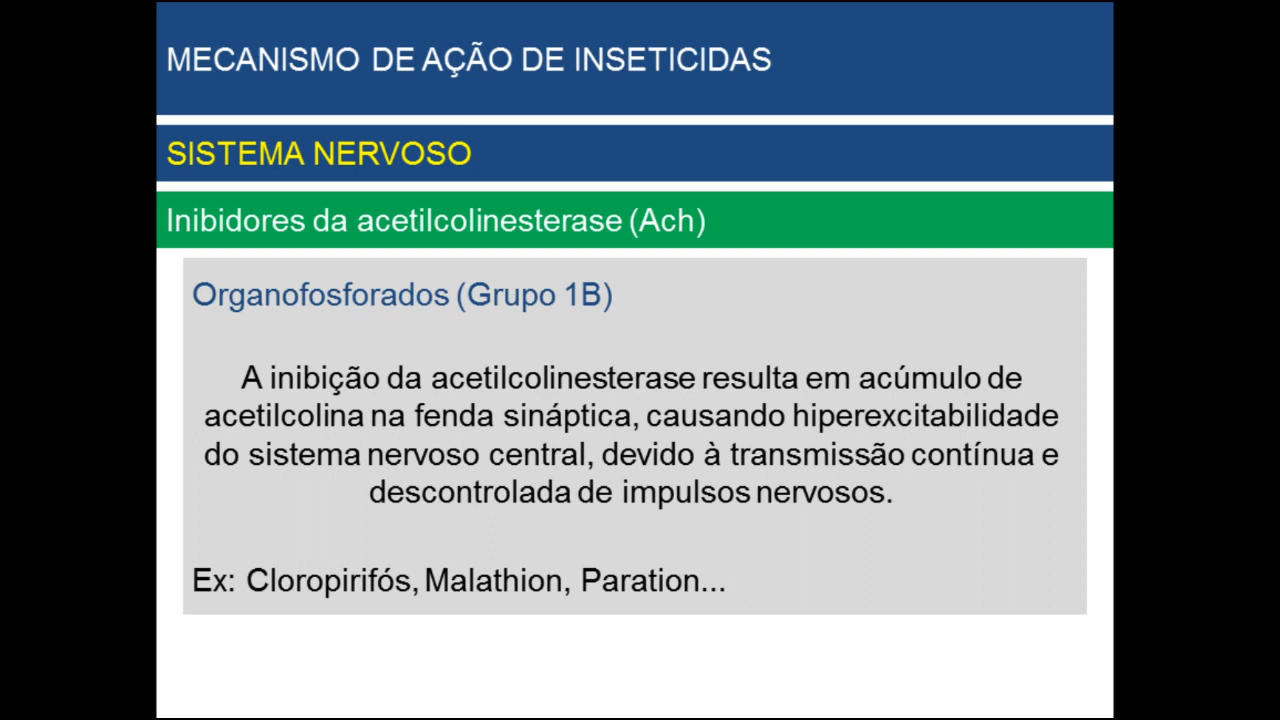 MECANISMO DE AÇÃO DE INSETICIDAS
SISTEMA NERVOSO
Inibidores da acetilcolinesterase (Ach)
Organofosforados (Grupo 1B)
A inibição da acetilcolinesterase resulta em acúmulo de
acetilcolina na fenda sináptica, causando hiperexcitabilidade
do sistema nervoso central, devido à transmissão contínua e
descontrolada de impulsos nervosos.
Ex: Cloropirifós, Malathion, Paration...